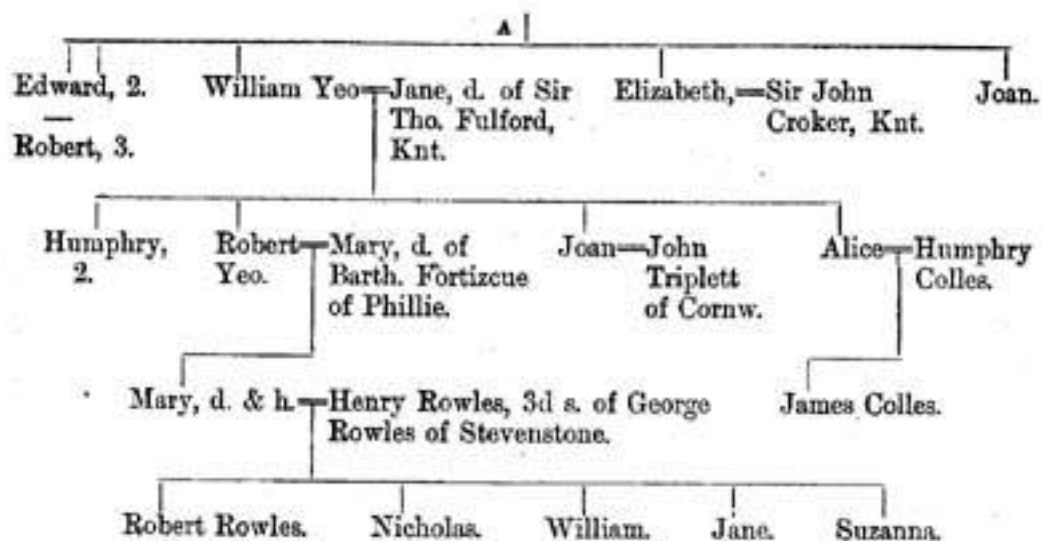 A
Edward, 2. William Yeo Jane, d. of Sir Elizabeth, Sir John Joan.
Tho. Fulford, Croker, Knt.
Robert, 3. Knt.
Humphry, Robert Mary, d. of Joan John Alice Humphry
2. Yeo. Barth. Fortizcue Triplett Colles.
of Phillie. of Cornw.
Mary, d. & h. Henry Rowles, 3d s. of George James Colles.
Rowles of Stevenstone.
Robert Rowles. Nicholas. William. Jane. Suzanna.